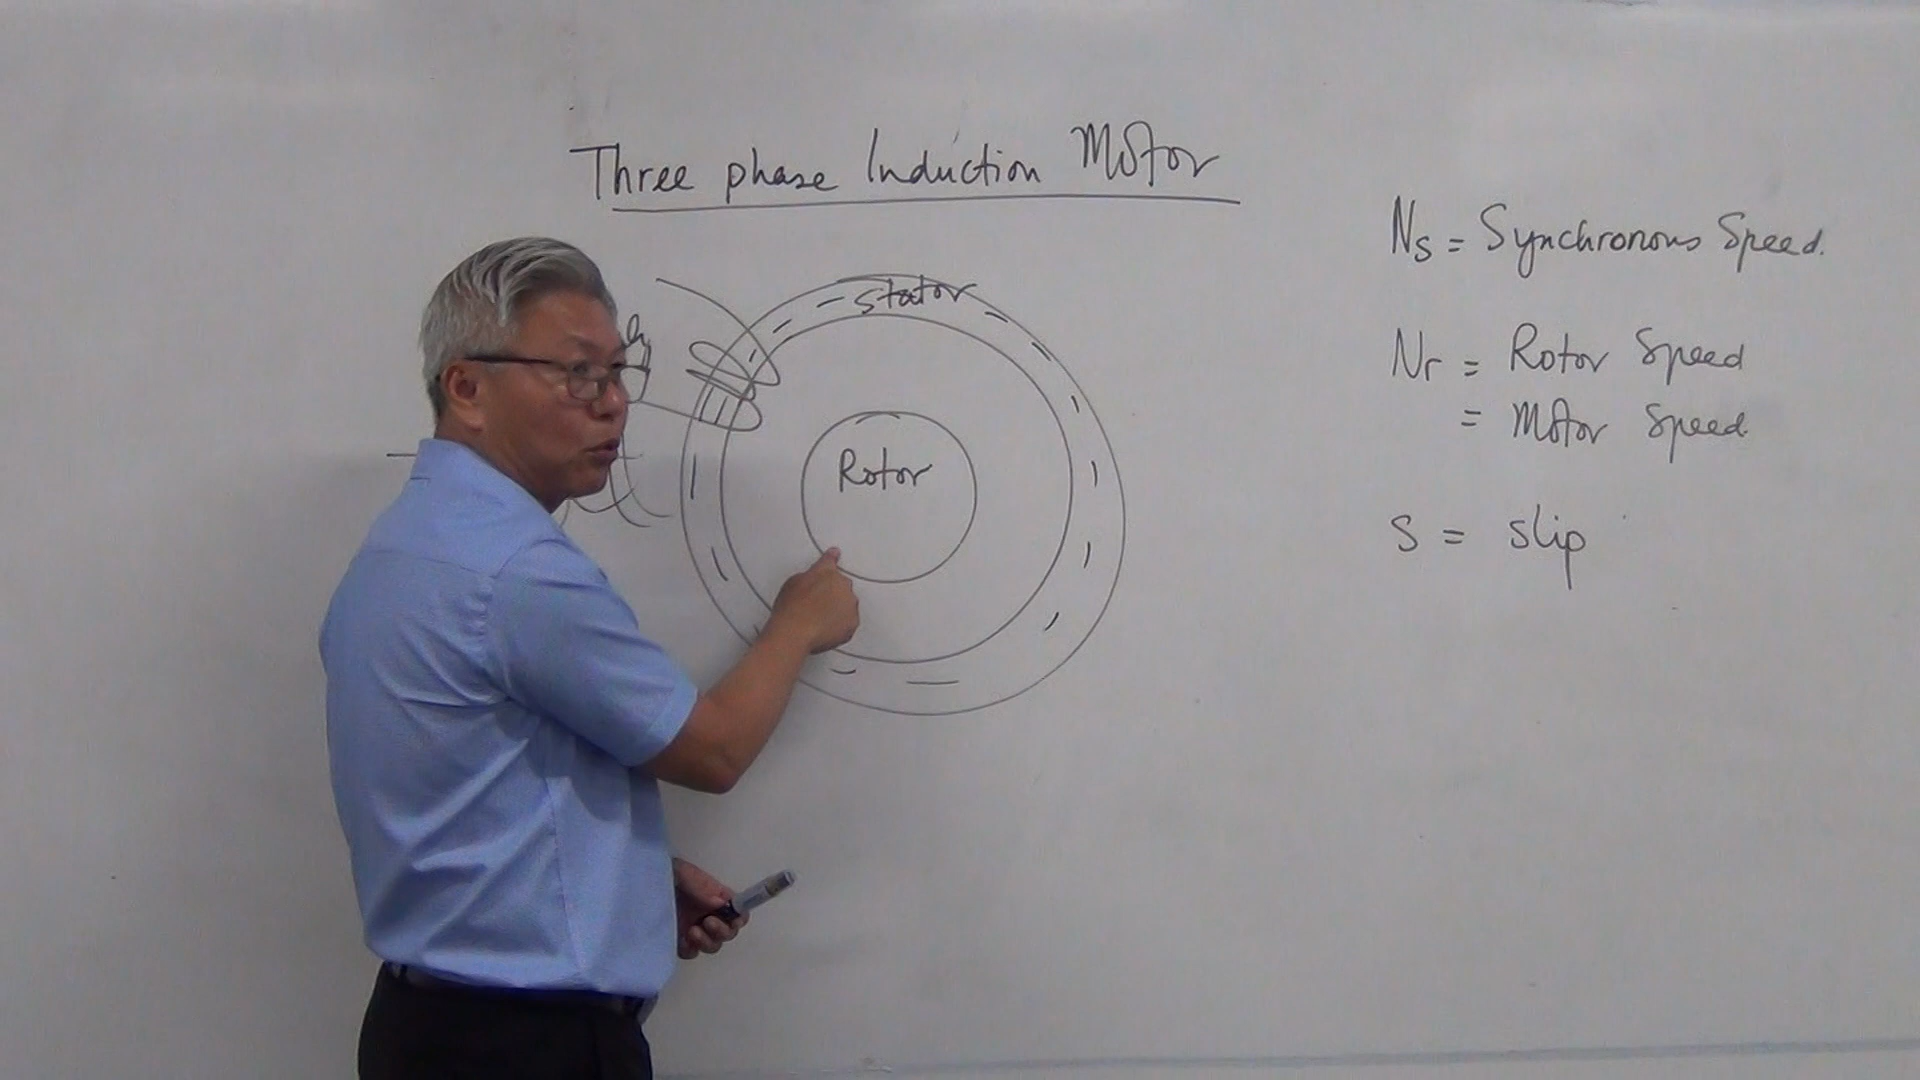 Three phase Induction Motor
Ns = Synchronous Speed.
Stator
Nr = Rotor Speed
= Motor Speed.
Rotor
S = slip